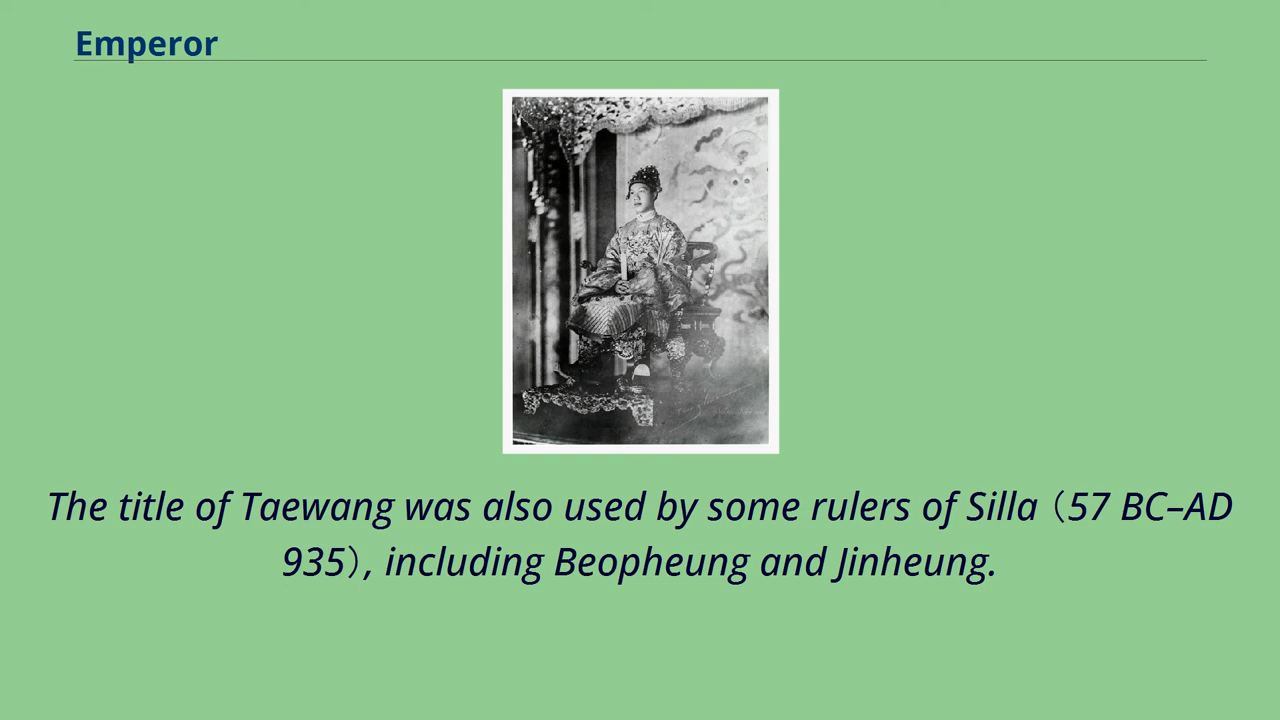 Emperor
The title of Taewang was also used by some rulers of Silla（57 BC–AD
935）, including Beopheung and Jinheung.